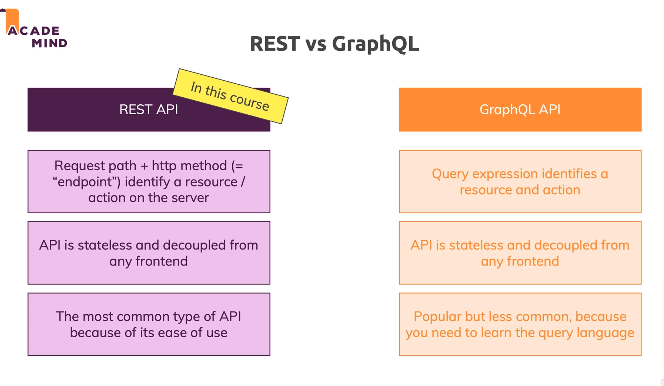 ACADE
MIND
REST vs GraphQL
In this course
REST API
Request path + http method (=
“endpoint”) identify a resource /
action on the server
API is stateless and decoupled from
any frontend
The most common type of API
because of its ease of use
GraphQL API
Query expression identifies a
resource and action
API is stateless and decoupled from
any frontend
Popular but less common, because
you need to learn the query language